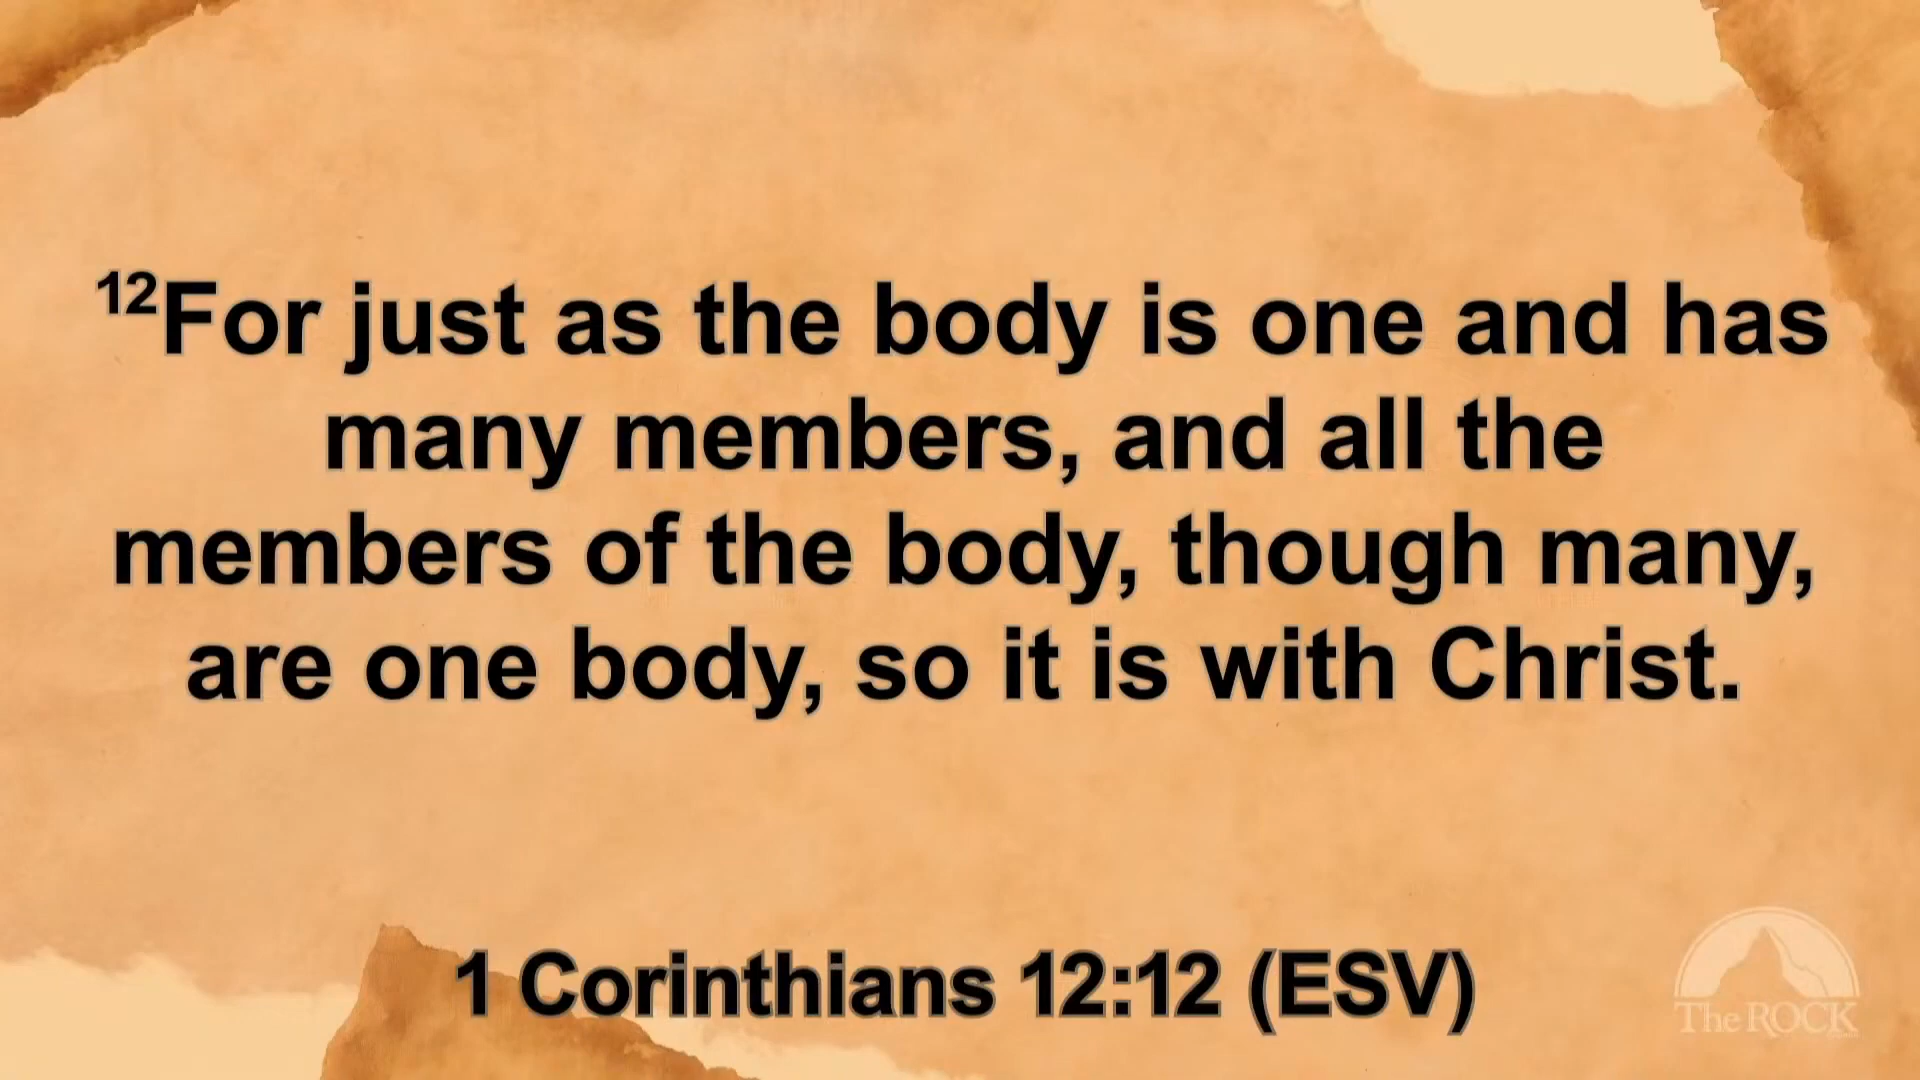 ¹²For just as the body is one and has
many members, and all the
members of the body, though many,
are one body, so it is with Christ.
1 Corinthians 12:12 (ESV)
The ROCK